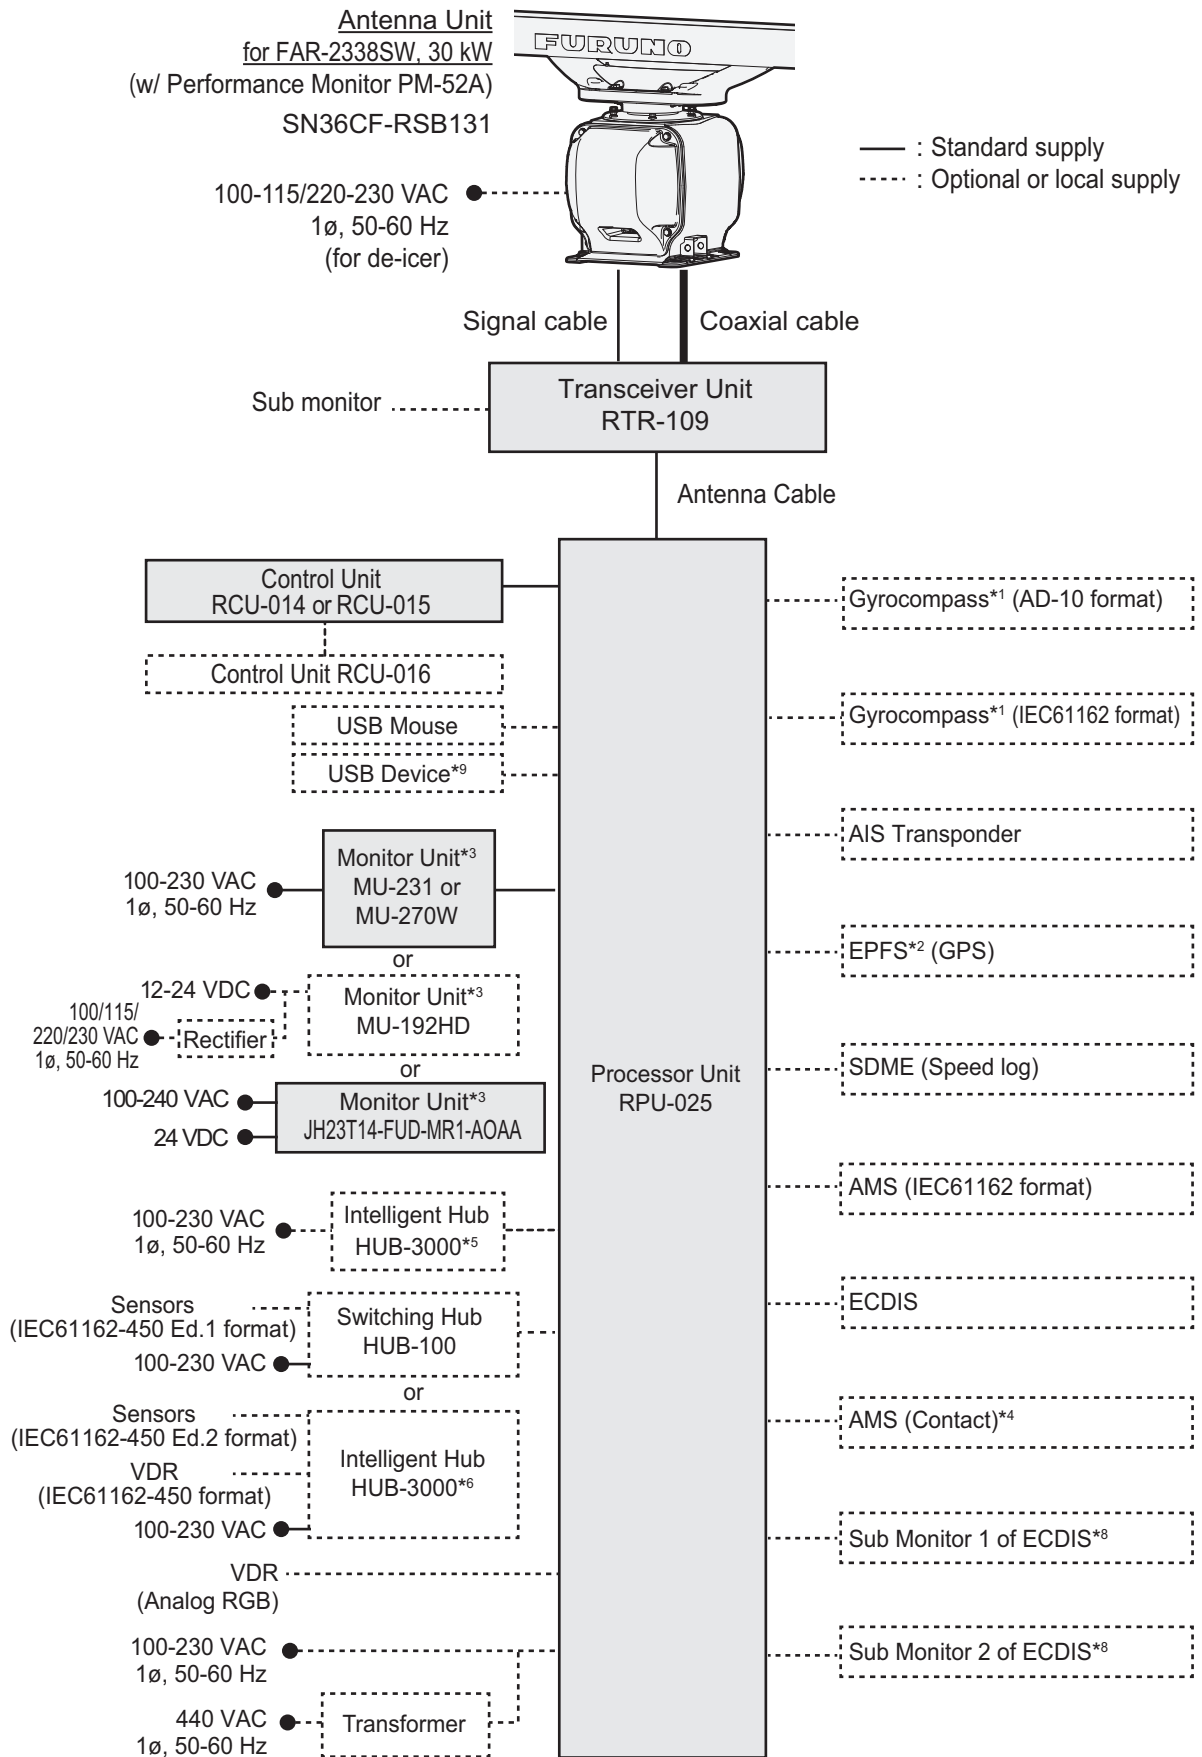 Antenna Unit
for FAR-2338SW, 30 kW
(w/ Performance Monitor PM-52A)
SN36CF-RSB131
FURUNO
100-115/220-230 VAC
1ø, 50-60 Hz
(for de-icer)
: Standard supply
: Optional or local supply
Signal cable
Coaxial cable
Sub monitor
Transceiver Unit
RTR-109
Antenna Cable
Control Unit
RCU-014 or RCU-015
Control Unit RCU-016
USB Mouse
USB Device*9
100-230 VAC
1ø, 50-60 Hz
Monitor Unit*3
MU-231 or
MU-270W
or
12-24 VDC
100/115/
220/230 VAC
1ø, 50-60 Hz
Rectifier
Monitor Unit*3
MU-192HD
or
100-240 VAC
24 VDC
Monitor Unit*3
JH23T14-FUD-MR1-AOAA
100-230 VAC
1ø, 50-60 Hz
Intelligent Hub
HUB-3000*5
Sensors
(IEC61162-450 Ed.1 format)
100-230 VAC
Switching Hub
HUB-100
or
Sensors
(IEC61162-450 Ed.2 format)
VDR
(IEC61162-450 format)
100-230 VAC
Intelligent Hub
HUB-3000*6
VDR
(Analog RGB)
100-230 VAC
1ø, 50-60 Hz
440 VAC
1ø, 50-60 Hz
Transformer
Processor Unit
RPU-025
Gyrocompass*1 (AD-10 format)
Gyrocompass*1 (IEC61162 format)
AIS Transponder
EPFS*2 (GPS)
SDME (Speed log)
AMS (IEC61162 format)
ECDIS
AMS (Contact)*4
Sub Monitor 1 of ECDIS*8
Sub Monitor 2 of ECDIS*8